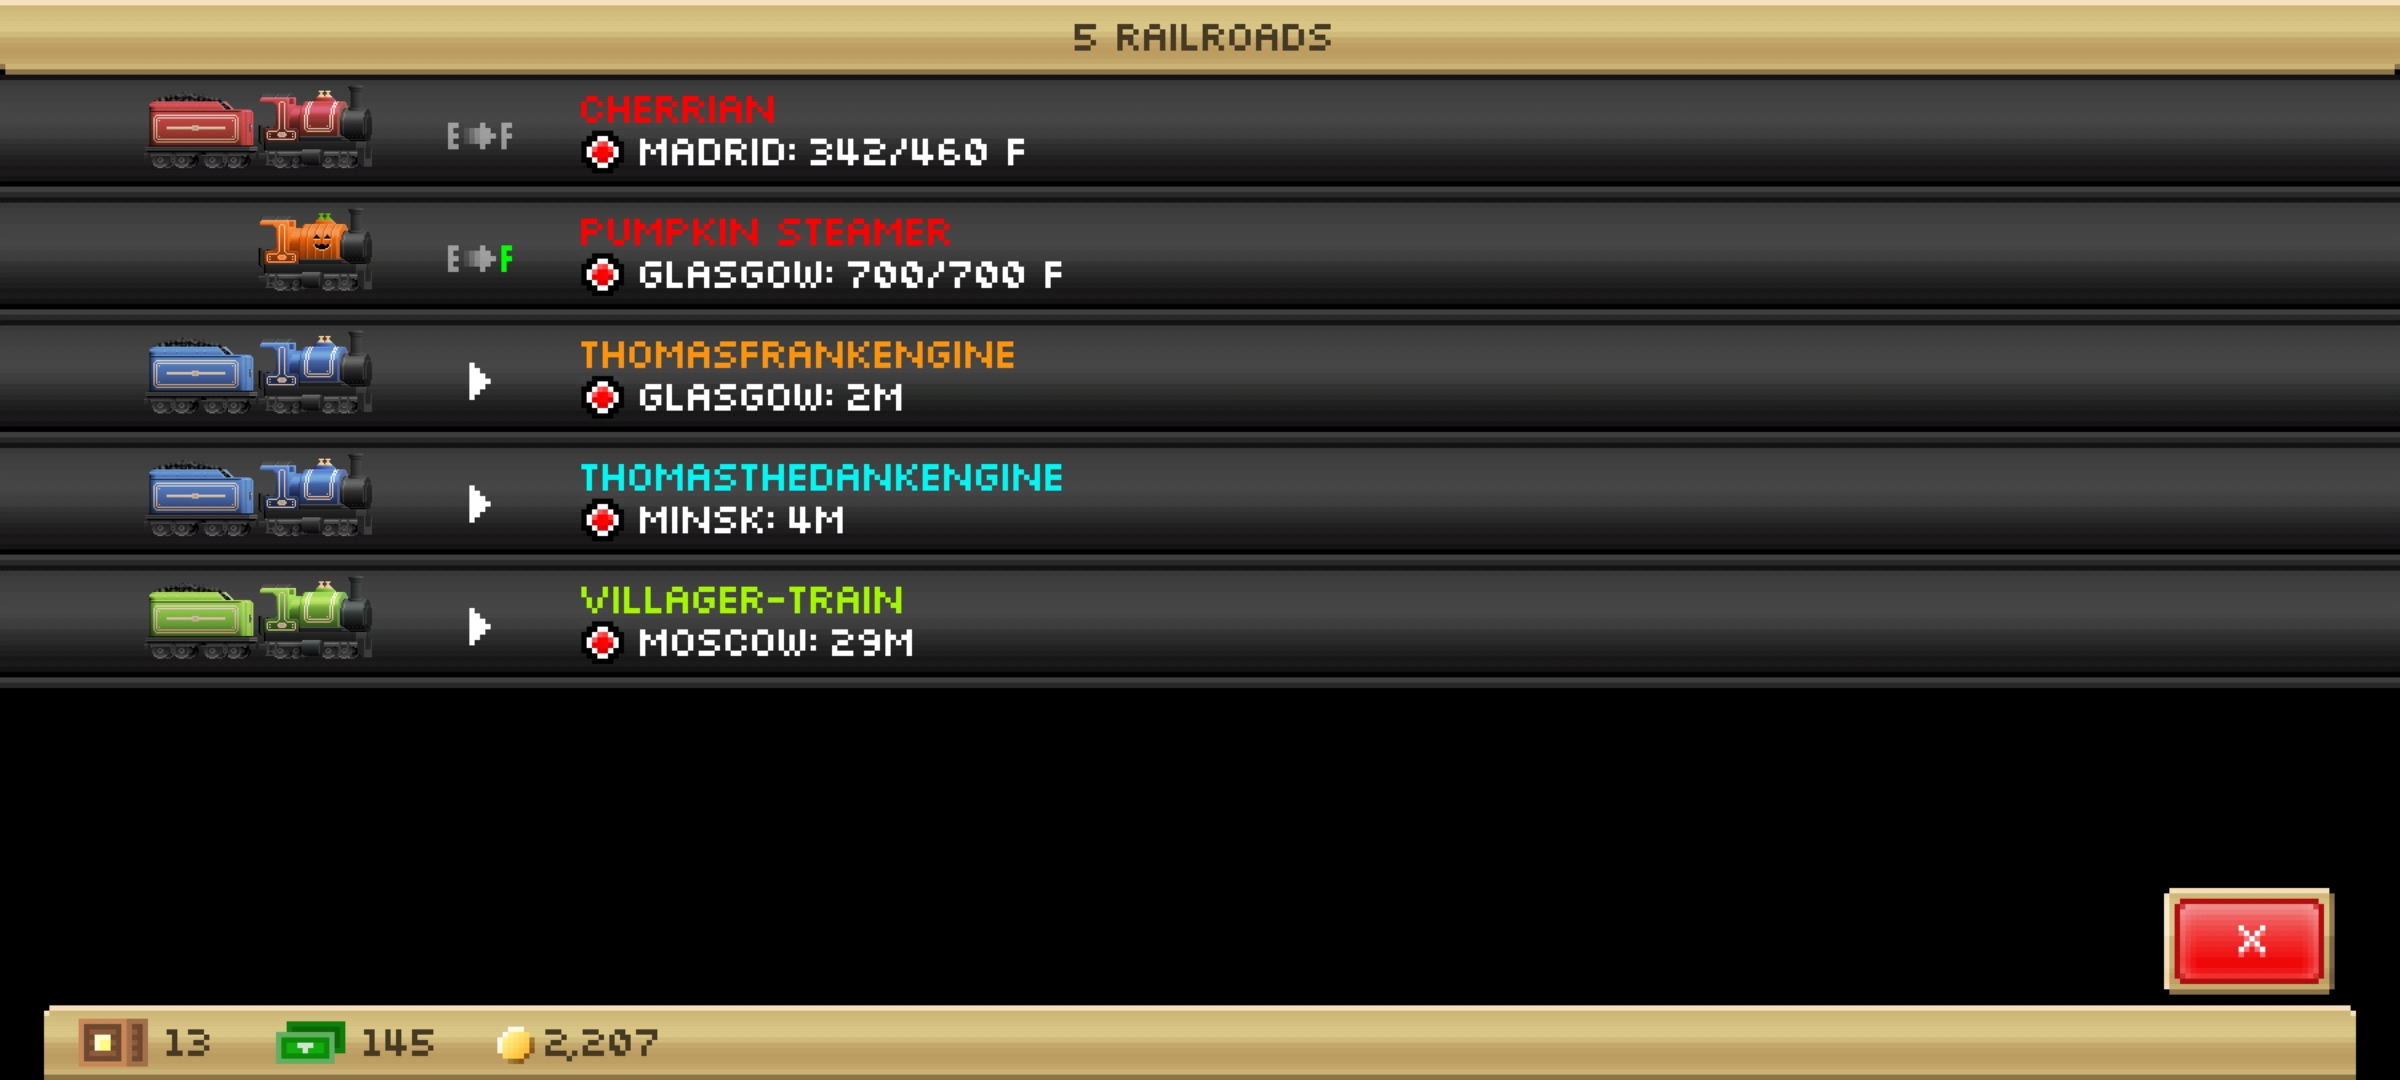 5 RAILROADS
CHERRIAN
E F
MADRID: 342/460 F
PUMPKIN STEAMER
E F
GLASGOW: 700/700 F
THOMASFRANKENGINE
GLASGOW: 2M
THOMASTHEDANKENGINE
MINSK: 4M
VILLAGER-TRAIN
MOSCOW: 29M
X
13 145 2,207